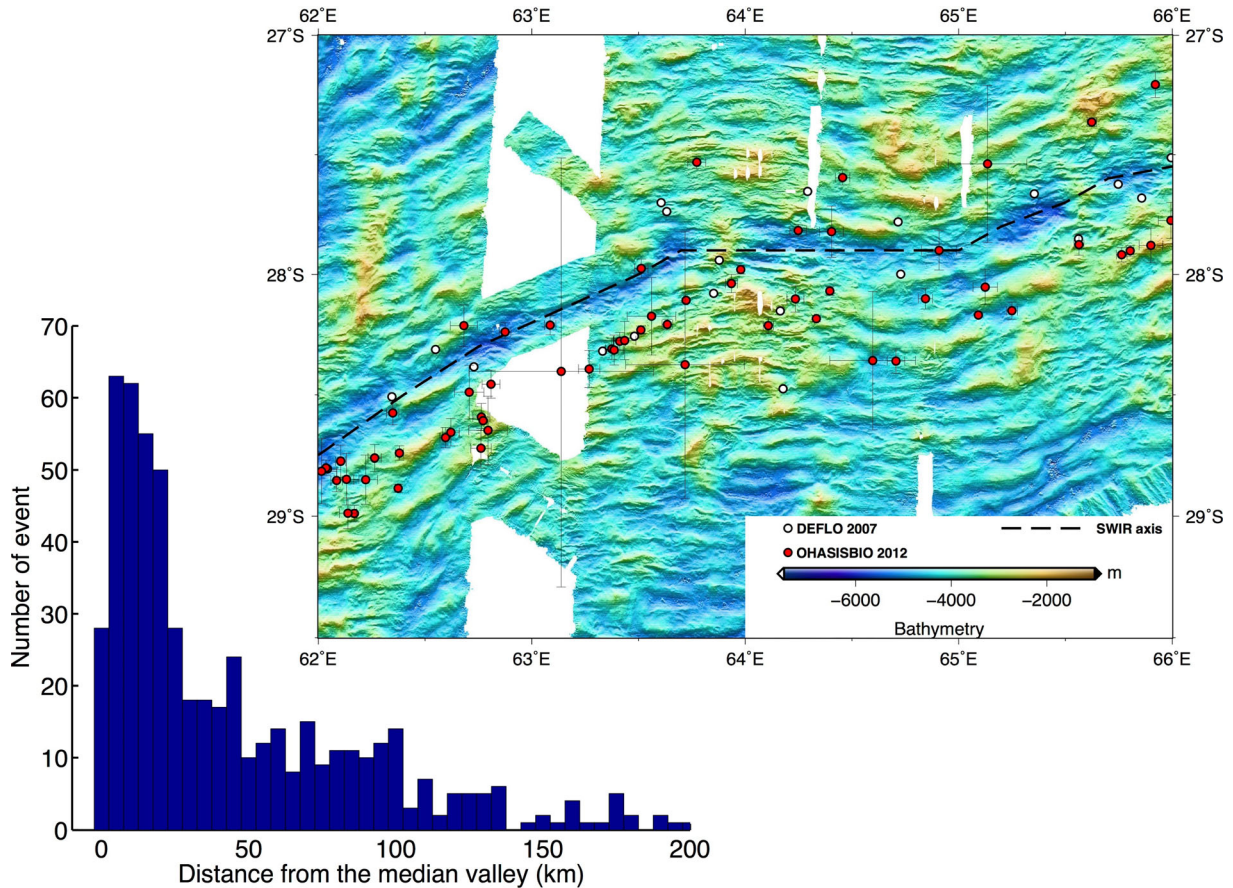 62˚E 63˚E 64˚E 65˚E 66˚E
27˚S 27˚S
28˚S 28˚S
29˚S 29˚S
DEFLO 2007 SWIR axis
OHASISBIO 2012
m
−6000 −4000 −2000
Bathymetry
62˚E 63˚E 64˚E 65˚E 66˚E
70
60
50
40
30
20
10
0
Number of event
0 50 100 150 200
Distance from the median valley (km)